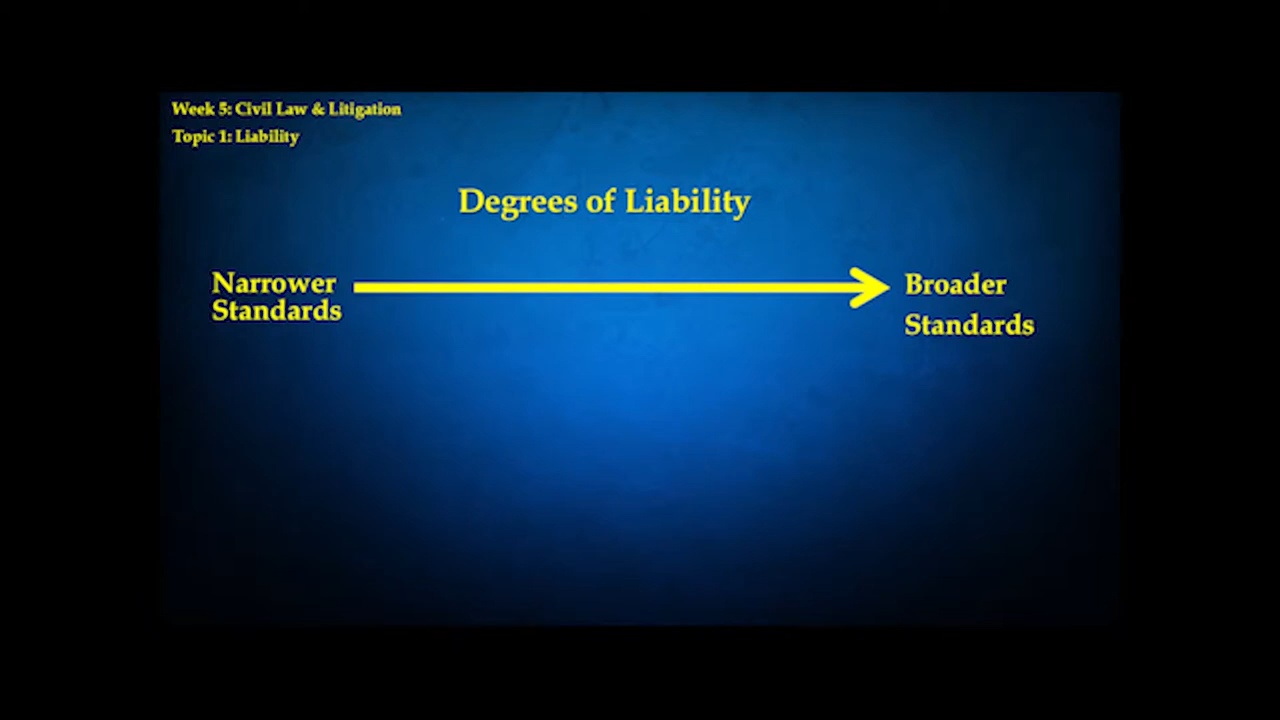 Week 5: Civil Law & Litigation
Topic 1: Liability
Degrees of Liability
Narrower
Standards
Broader
Standards